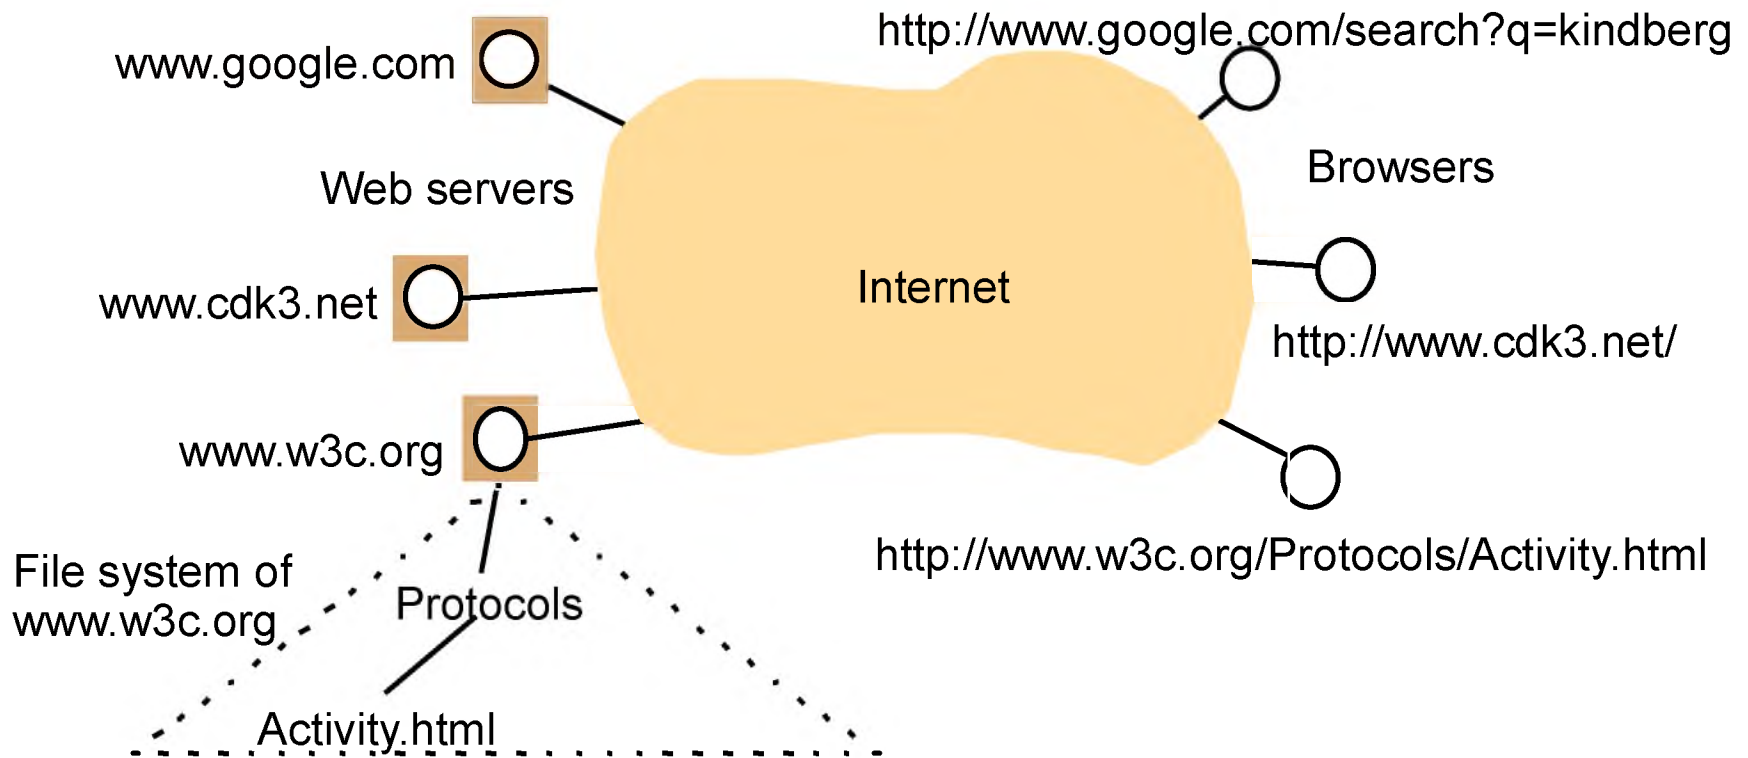 http://www.google.com/search?q=kindberg
www.google.com
Browsers
Web servers
Internet
www.cdk3.net
http://www.cdk3.net/
www.w3c.org
http://www.w3c.org/Protocols/Activity.html
File system of
www.w3c.org
Protocols
Activity.html